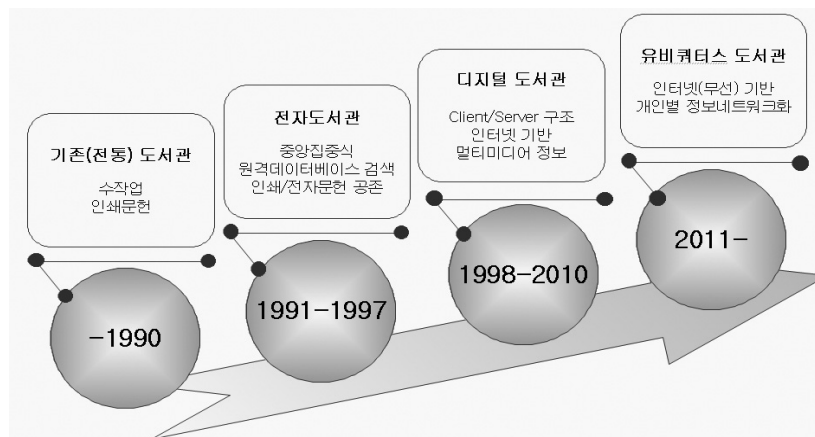 기존(전통) 도서관
수작업
인쇄문헌
-1990
전자도서관
중앙집중식
원격데이터베이스 검색
인쇄/전자문헌 공존
1991-1997
디지털 도서관
Client/Server 구조
인터넷 기반
멀티미디어 정보
1998-2010
유비쿼터스 도서관
인터넷(무선) 기반
개인별 정보네트워크화
2011-